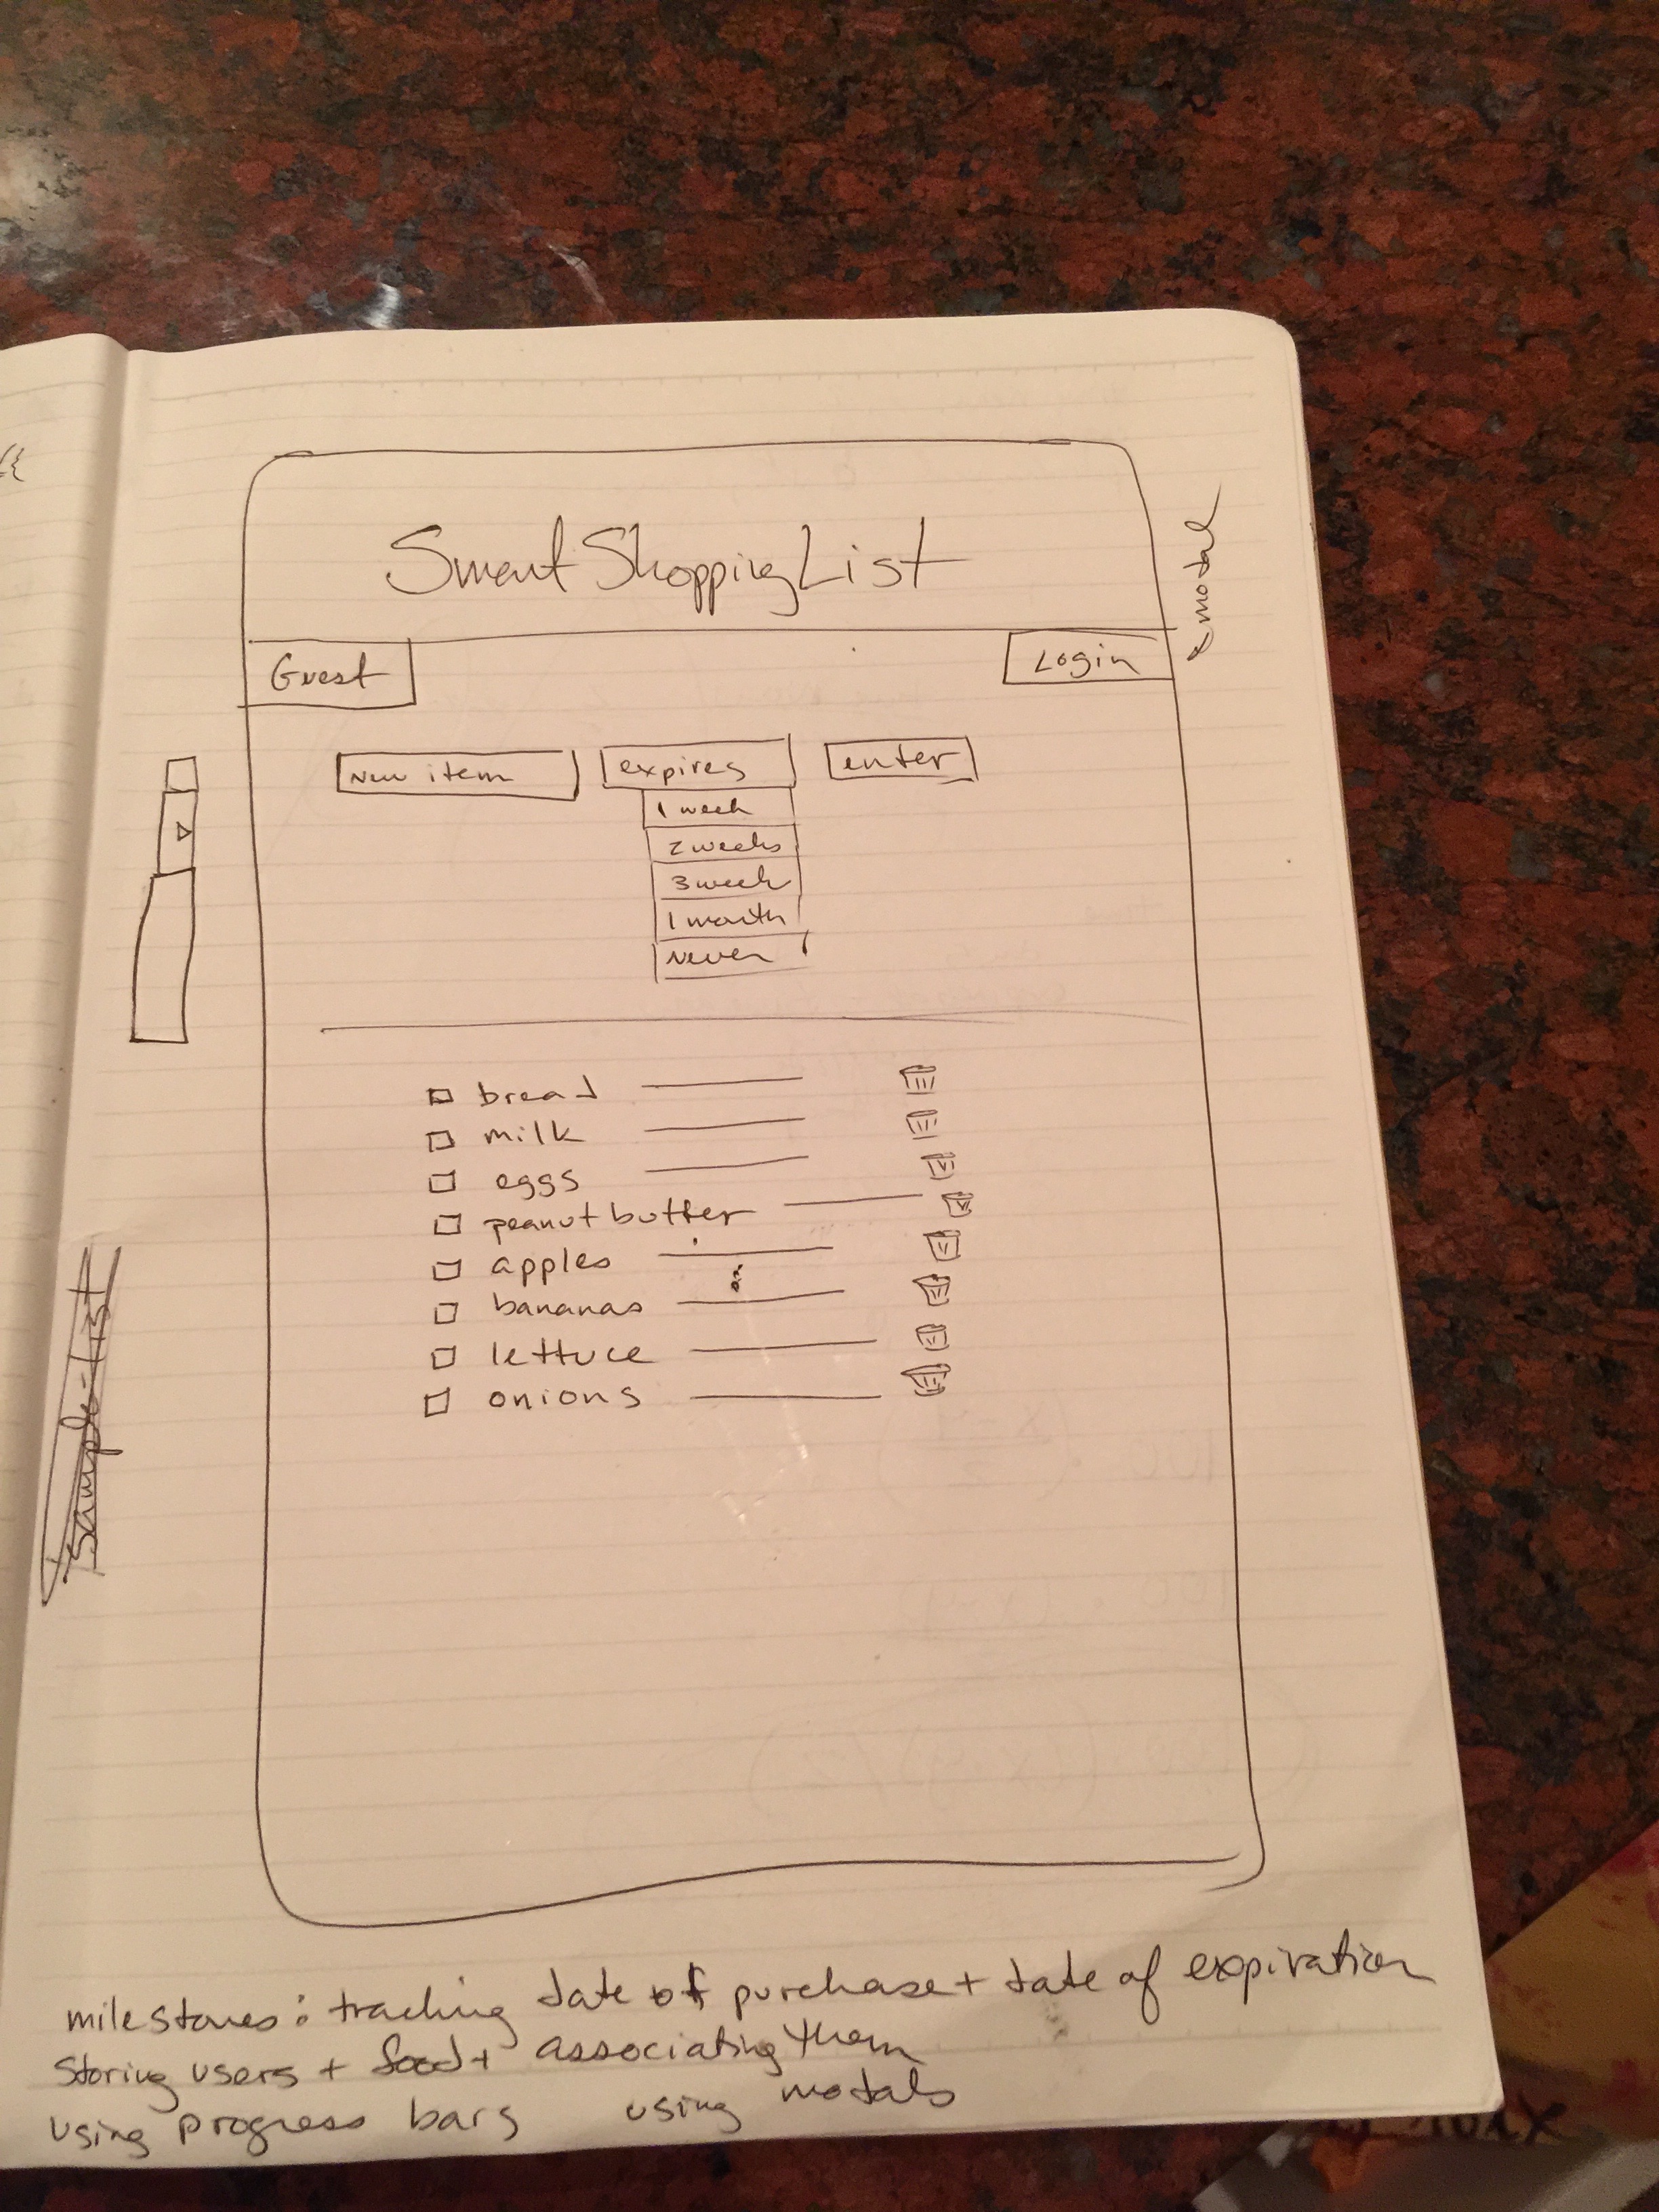 Smart Shopping List
modal
Guest
Login
New item
expires
enter
1 week
2 weeks
3 week
1 month
Never
bread
milk
eggs
peanut butter
apples
bananas
lettuce
onions
Sample-list
milestones: tracking date of purchase + date of expiration
storing users + food + associating them
using progress bars using modals